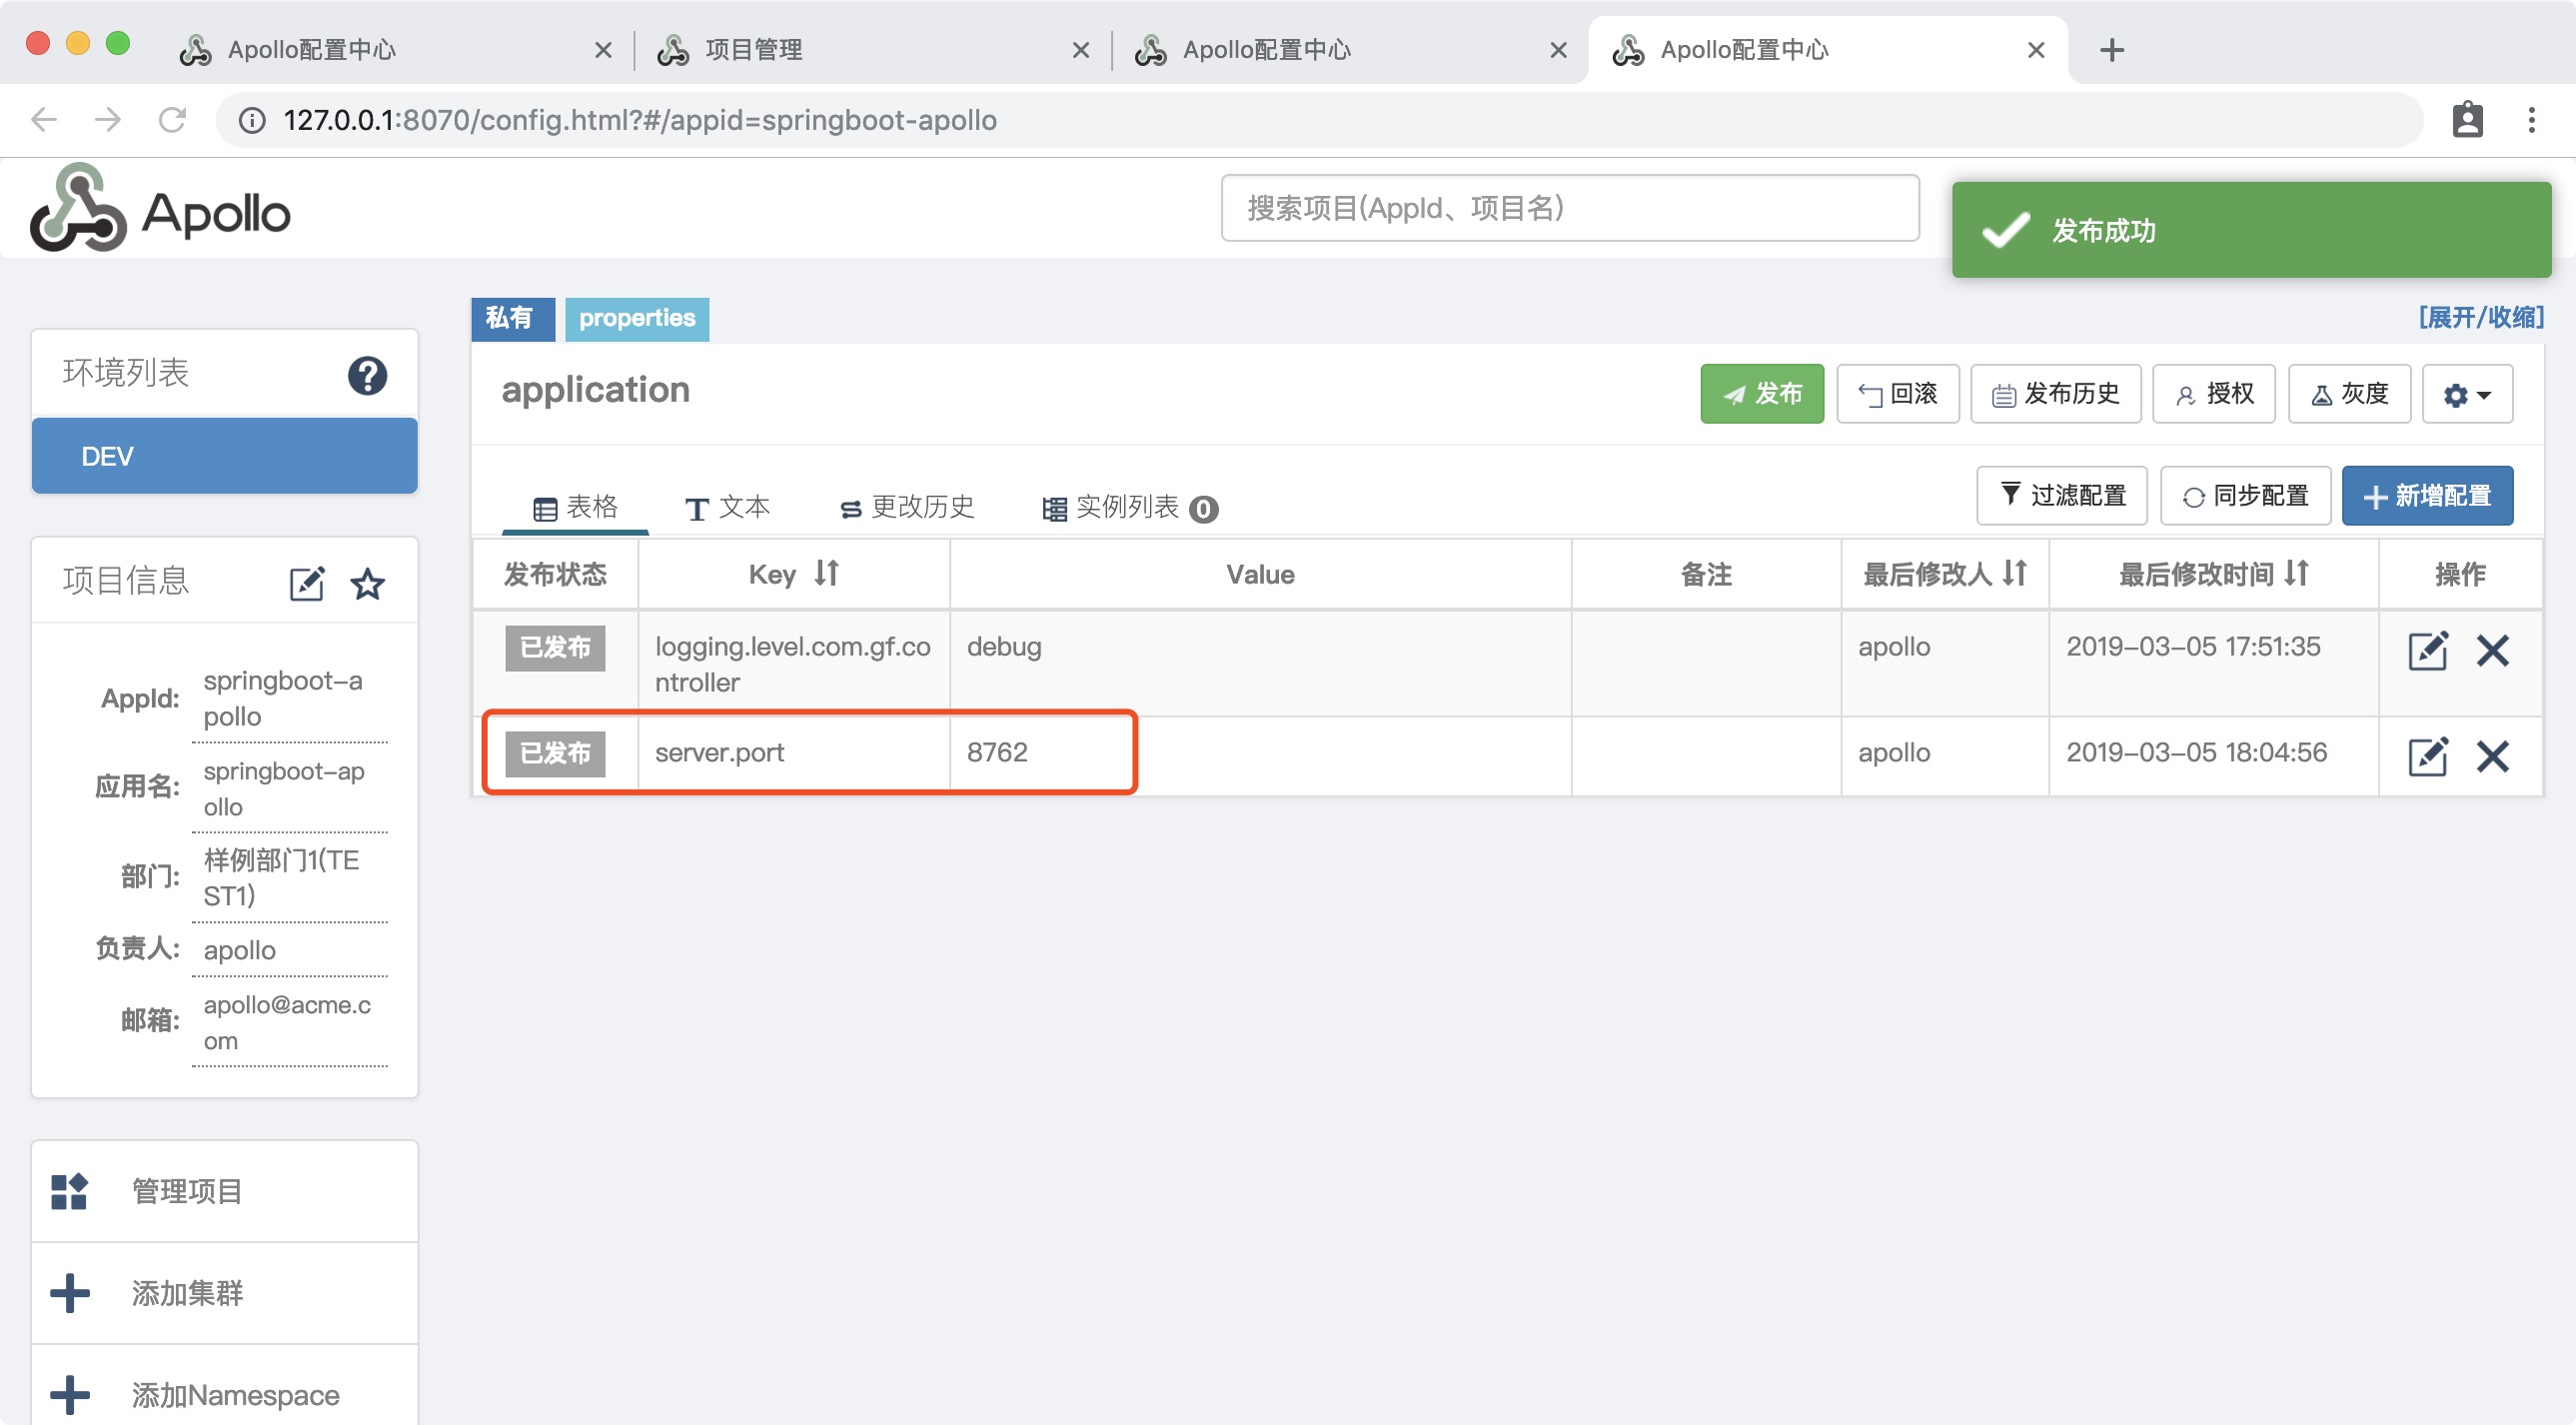 Apollo配置中心
项目管理
Apollo配置中心
Apollo配置中心
127.0.0.1:8070/config.html?#/appid=springboot-apollo
Apollo
搜索项目(AppId、项目名)
发布成功
私有
properties
[展开/收缩]
环境列表
DEV
application
发布
回滚
发布历史
授权
灰度
表格
文本
更改历史
实例列表 0
过滤配置
同步配置
新增配置
发布状态
Key
Value
备注
最后修改人
最后修改时间
操作
已发布
logging.level.com.gf.co
ntroller
debug
apollo
2019-03-05 17:51:35
已发布
server.port
8762
apollo
2019-03-05 18:04:56
项目信息
AppId:
springboot-a
pollo
应用名:
springboot-ap
ollo
部门:
样例部门1(TE
ST1)
负责人:
apollo
邮箱:
apollo@acme.c
om
管理项目
添加集群
添加Namespace